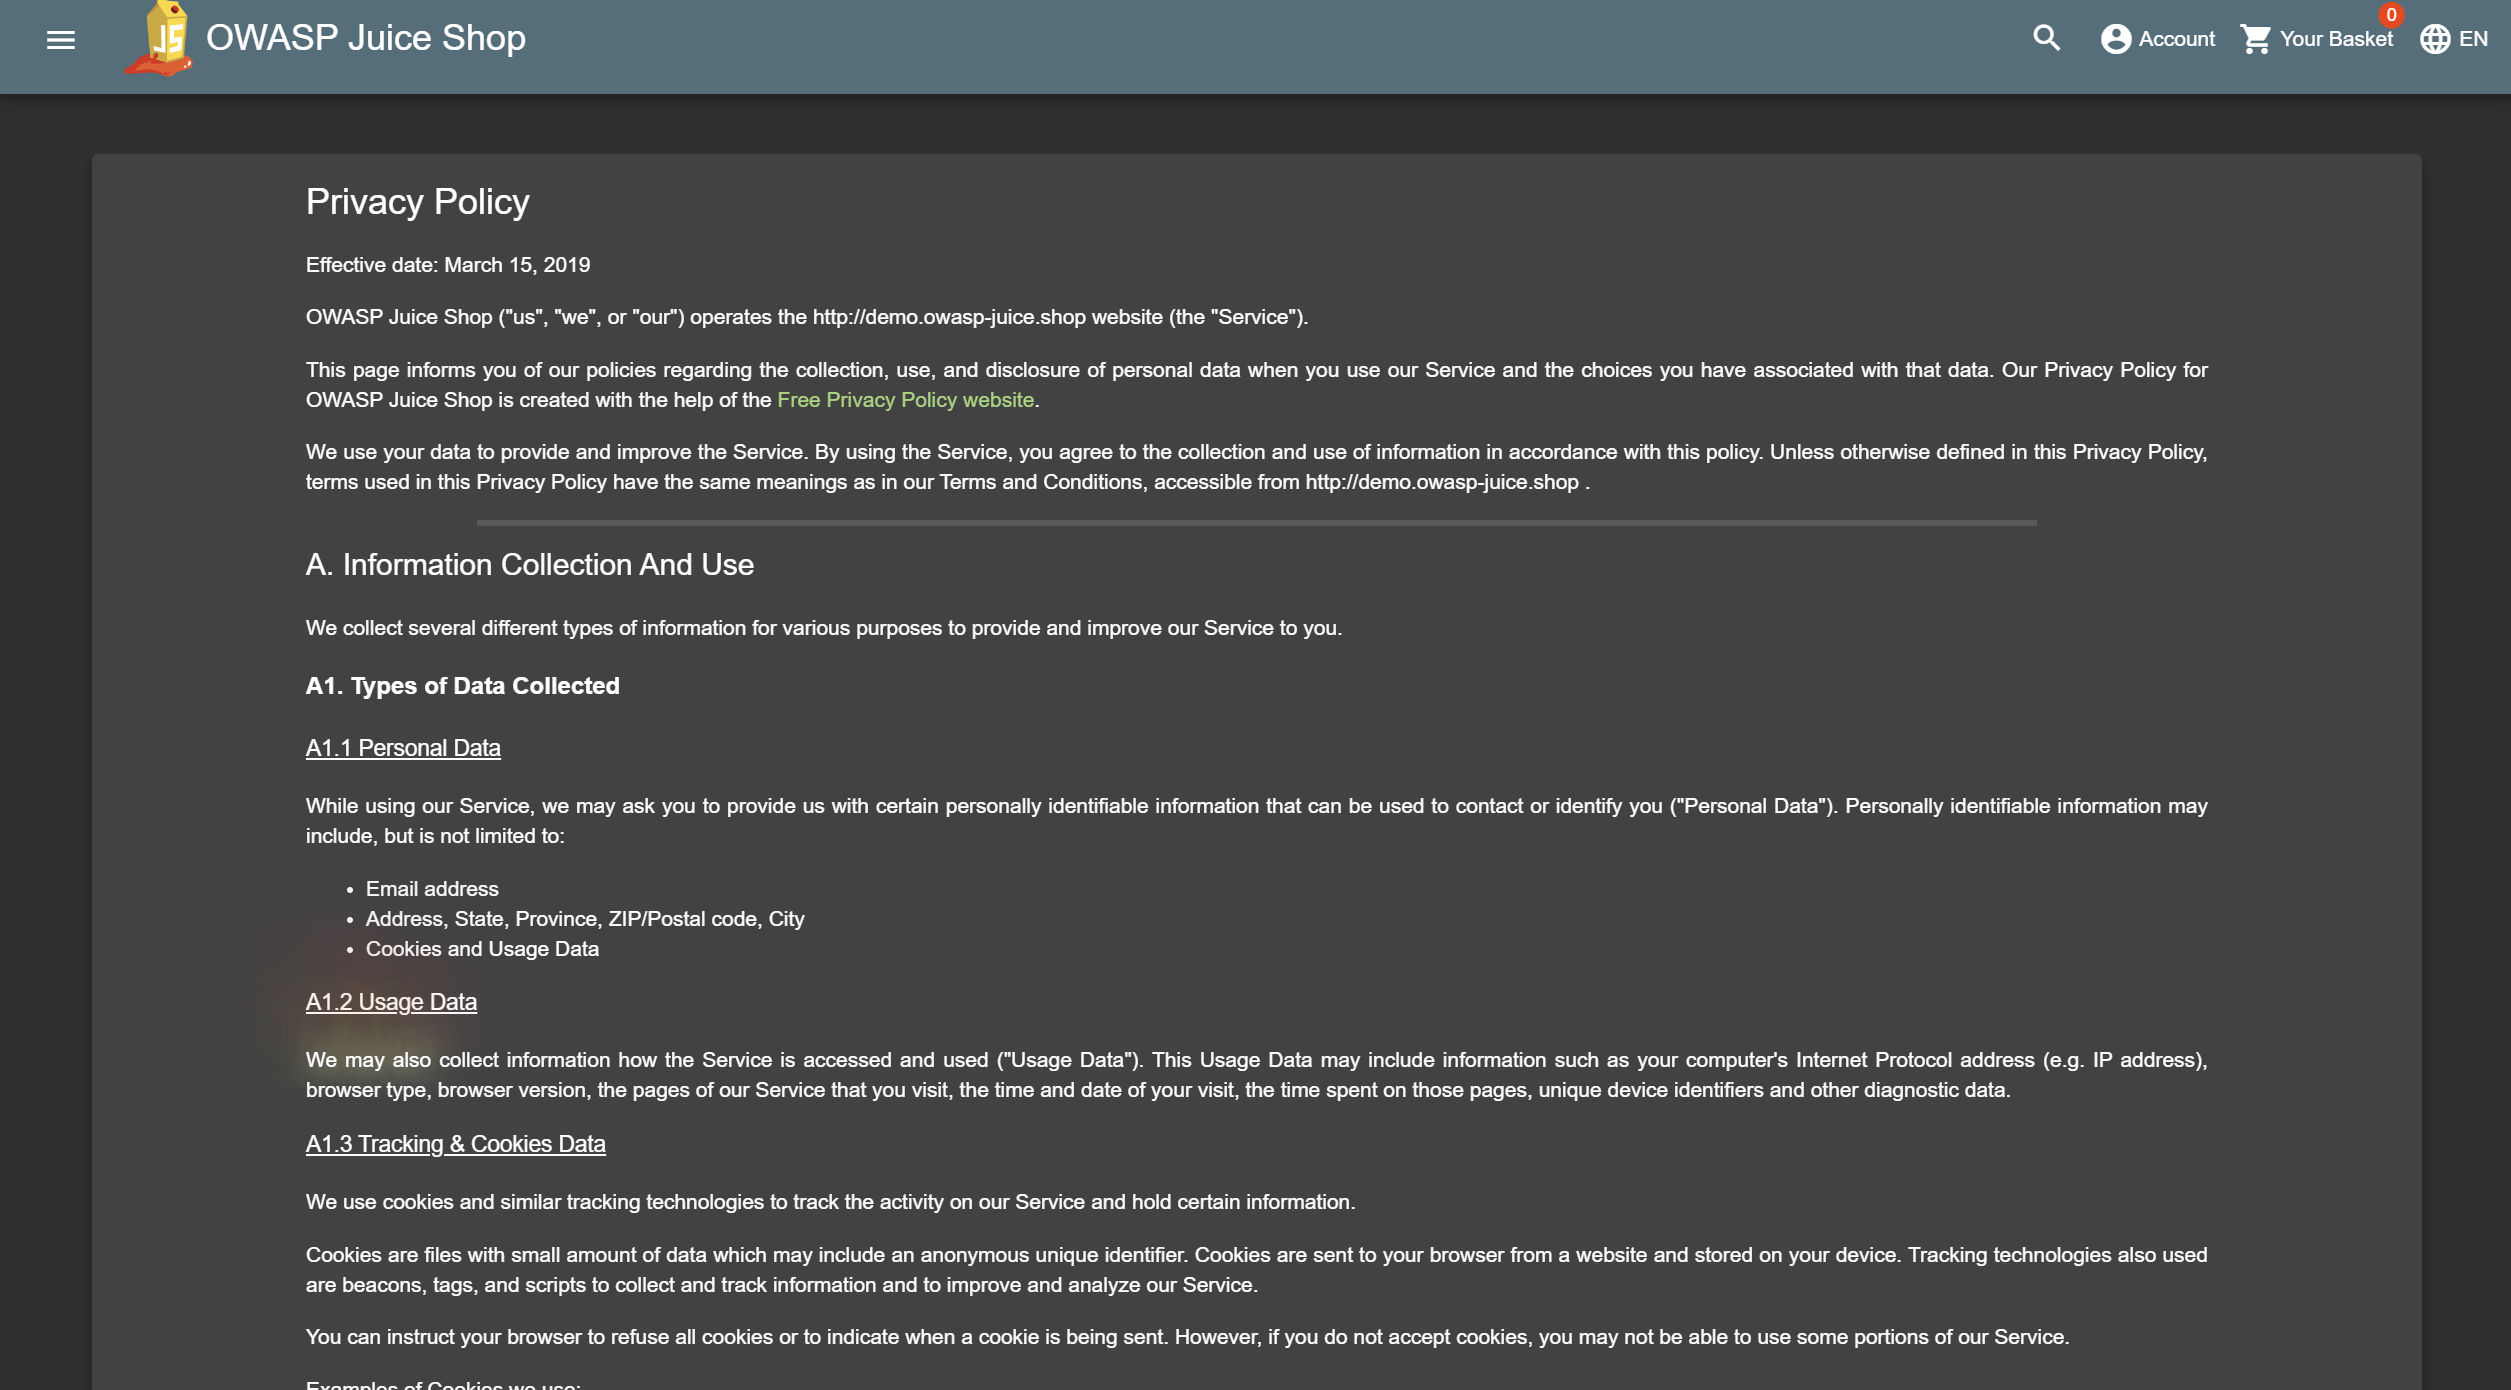 JS OWASP Juice Shop Account 0 Your Basket EN
Privacy Policy
Effective date: March 15, 2019
OWASP Juice Shop ("us", "we", or "our") operates the http://demo.owasp-juice.shop website (the "Service").
This page informs you of our policies regarding the collection, use, and disclosure of personal data when you use our Service and the choices you have associated with that data. Our Privacy Policy for
OWASP Juice Shop is created with the help of the Free Privacy Policy website.
We use your data to provide and improve the Service. By using the Service, you agree to the collection and use of information in accordance with this policy. Unless otherwise defined in this Privacy Policy,
terms used in this Privacy Policy have the same meanings as in our Terms and Conditions, accessible from http://demo.owasp-juice.shop .
A. Information Collection And Use
We collect several different types of information for various purposes to provide and improve our Service to you.
A1. Types of Data Collected
A1.1 Personal Data
While using our Service, we may ask you to provide us with certain personally identifiable information that can be used to contact or identify you ("Personal Data"). Personally identifiable information may
include, but is not limited to:
• Email address
• Address, State, Province, ZIP/Postal code, City
• Cookies and Usage Data
A1.2 Usage Data
We may also collect information how the Service is accessed and used ("Usage Data"). This Usage Data may include information such as your computer's Internet Protocol address (e.g. IP address),
browser type, browser version, the pages of our Service that you visit, the time and date of your visit, the time spent on those pages, unique device identifiers and other diagnostic data.
A1.3 Tracking & Cookies Data
We use cookies and similar tracking technologies to track the activity on our Service and hold certain information.
Cookies are files with small amount of data which may include an anonymous unique identifier. Cookies are sent to your browser from a website and stored on your device. Tracking technologies also used
are beacons, tags, and scripts to collect and track information and to improve and analyze our Service.
You can instruct your browser to refuse all cookies or to indicate when a cookie is being sent. However, if you do not accept cookies, you may not be able to use some portions of our Service.
Examples of Cookies we use: